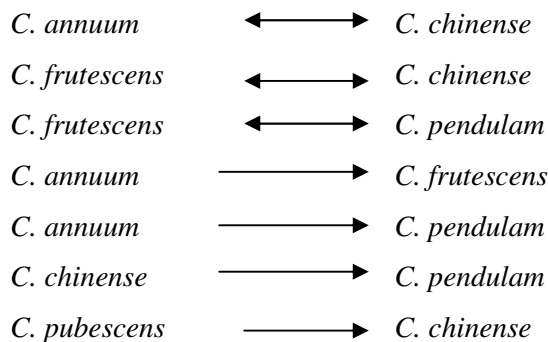 C. annuum C. chinense
C. frutescens C. chinense
C. frutescens C. pendulam
C. annuum C. frutescens
C. annuum C. pendulam
C. chinense C. pendulam
C. pubescens C. chinense